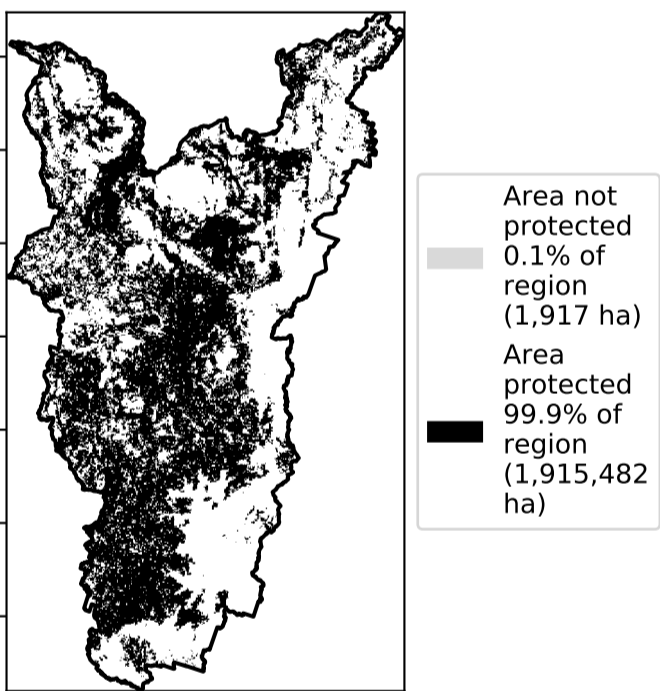 Area not
protected
0.1% of
region
(1,917 ha)
Area
protected
99.9% of
region
(1,915,482
ha)